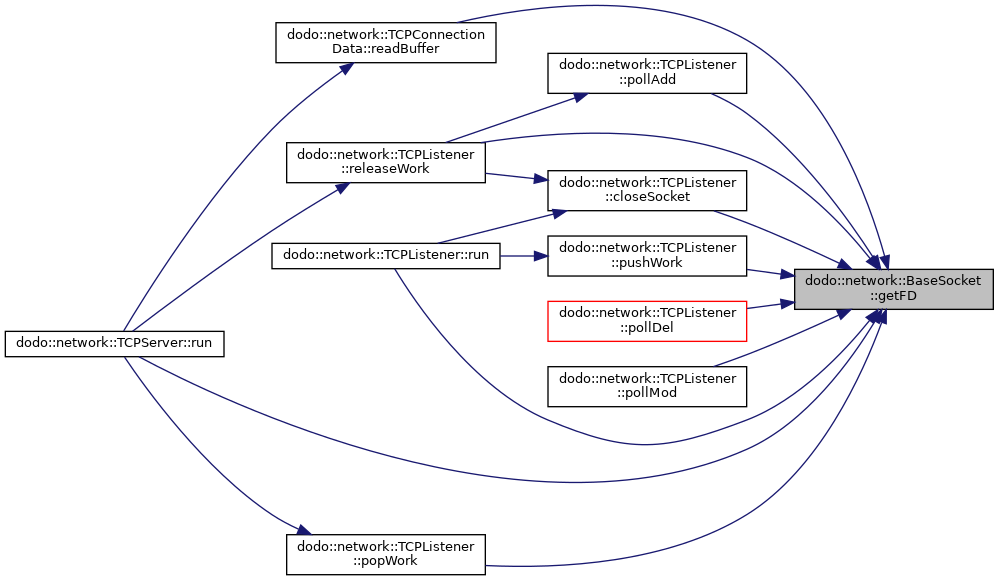 dodo::network::TCPConnection
Data::readBuffer
dodo::network::TCPListener
::pollAdd
dodo::network::TCPListener
::releaseWork
dodo::network::TCPListener
::closeSocket
dodo::network::TCPListener::run
dodo::network::TCPListener
::pushWork
dodo::network::BaseSocket
::getFD
dodo::network::TCPListener
::pollDel
dodo::network::TCPServer::run
dodo::network::TCPListener
::pollMod
dodo::network::TCPListener
::popWork